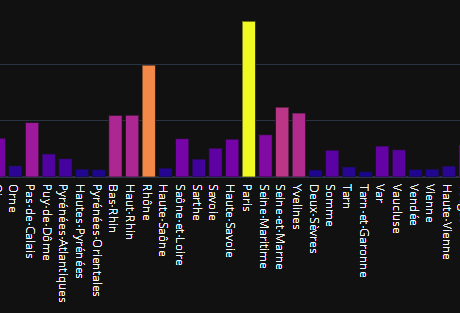 Orne
Pas-de-Calais
Puy-de-Dôme
Pyrénées-Atlantiques
Hautes-Pyrénées
Pyrénées-Orientales
Bas-Rhin
Haut-Rhin
Rhône
Haute-Saône
Saône-et-Loire
Sarthe
Savoie
Haute-Savoie
Paris
Seine-Maritime
Seine-et-Marne
Yvelines
Deux-Sèvres
Somme
Tarn
Tarn-et-Garonne
Var
Vaucluse
Vendée
Vienne
Haute-Vienne